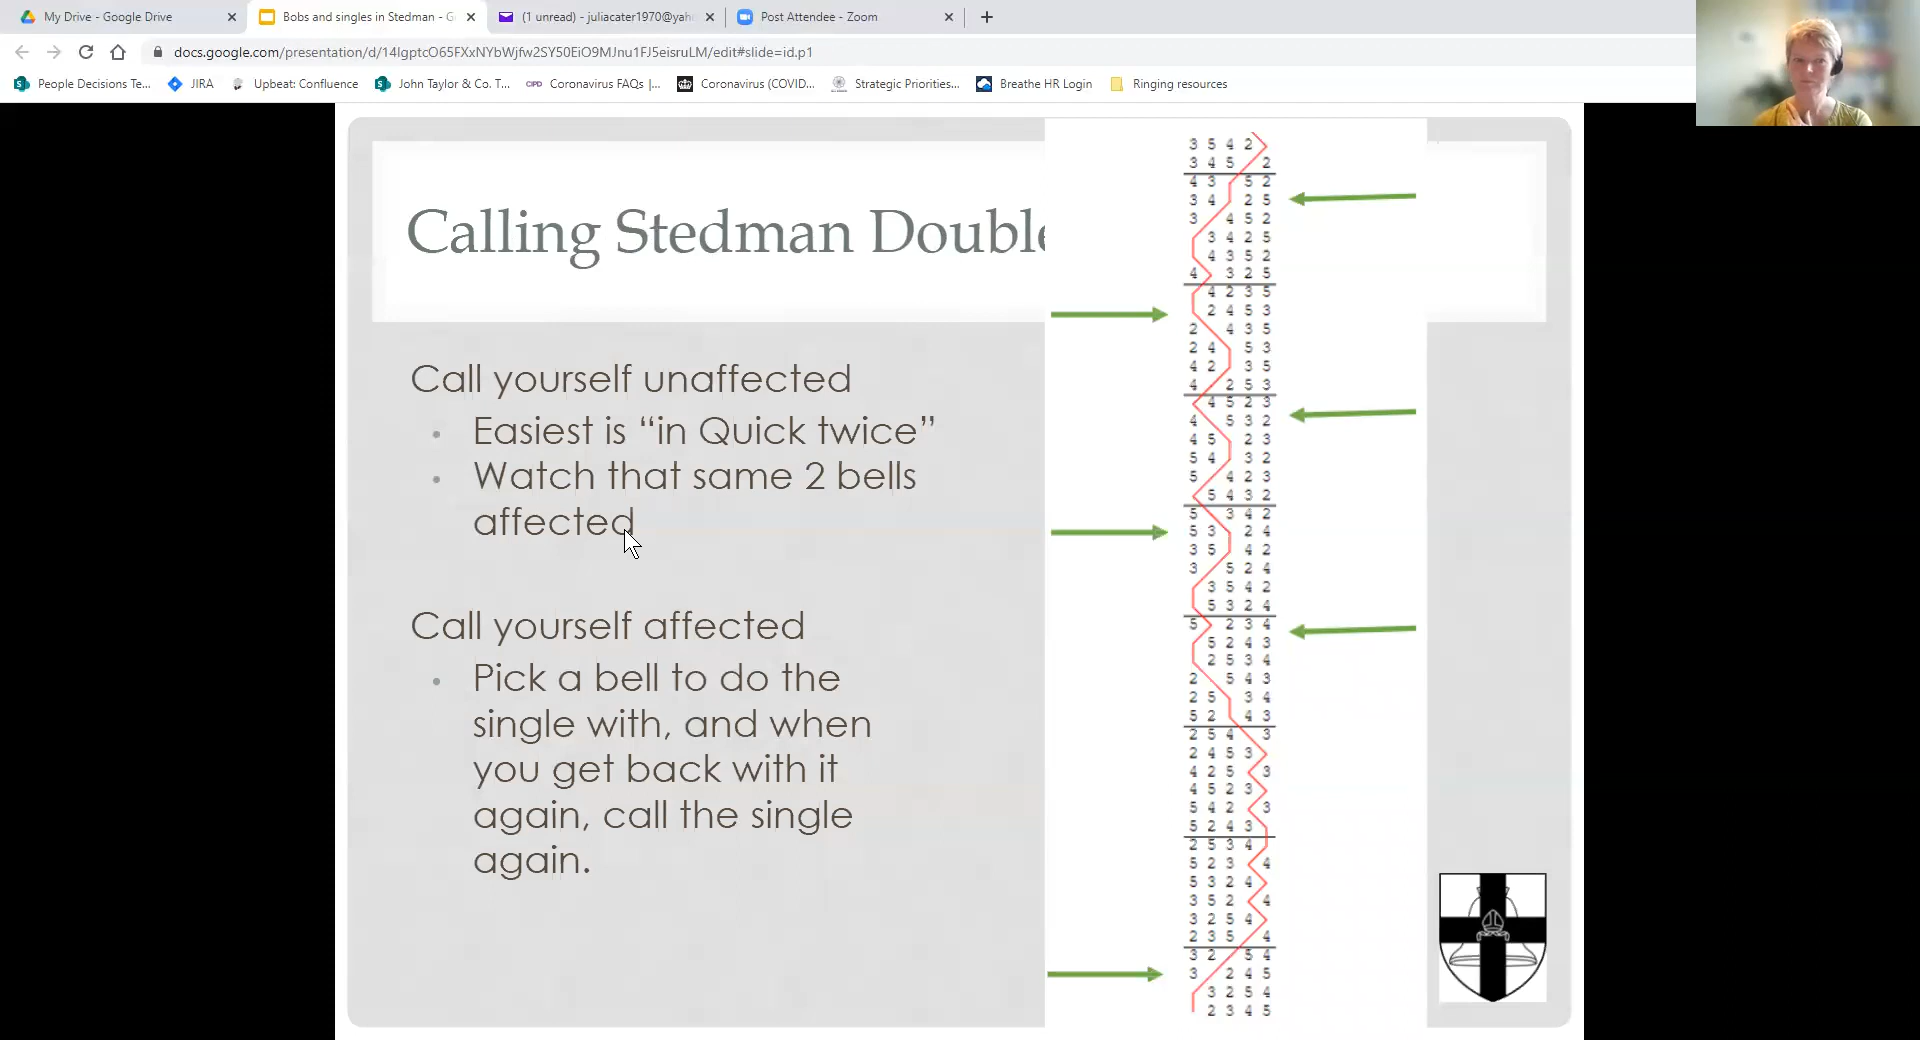 My Drive - Google Drive
Bobs and singles in Stedman - G
(1 unread) - juliacater1970@yah
Post Attendee - Zoom
docs.google.com/presentation/d/14lgptcO65FXxNYbWjfw2SY50EiO9MJnu1FJ5eisruLM/edit#slide=id.p1
People Decisions Te...
JIRA
Upbeat: Confluence
John Taylor & Co. T...
CIPD
Coronavirus FAQs |...
Coronavirus (COVID...
Strategic Priorities...
Breathe HR Login
Ringing resources
Calling Stedman Double
Call yourself unaffected
• Easiest is “in Quick twice”
• Watch that same 2 bells
affected
Call yourself affected
• Pick a bell to do the
single with, and when
you get back with it
again, call the single
again.
3 5 4 2
3 4 5 2
4 3 5 2
3 4 2 5
3 4 5 2
3 4 2 5
4 3 5 2
4 3 2 5
4 2 3 5
2 4 5 3
2 4 3 5
2 4 5 3
4 2 3 5
4 2 5 3
4 5 2 3
4 5 3 2
4 5 2 3
5 4 3 2
5 4 2 3
5 4 3 2
5 3 4 2
5 3 2 4
3 5 4 2
3 5 2 4
3 5 4 2
5 3 2 4
5 2 3 4
5 2 4 3
2 5 3 4
2 5 4 3
2 5 3 4
5 2 4 3
2 5 4 3
2 4 5 3
4 2 5 3
4 5 2 3
5 4 2 3
5 2 4 3
2 5 3 4
5 2 3 4
5 3 2 4
3 5 2 4
3 2 5 4
2 3 5 4
3 2 5 4
3 2 4 5
3 2 5 4
2 3 4 5